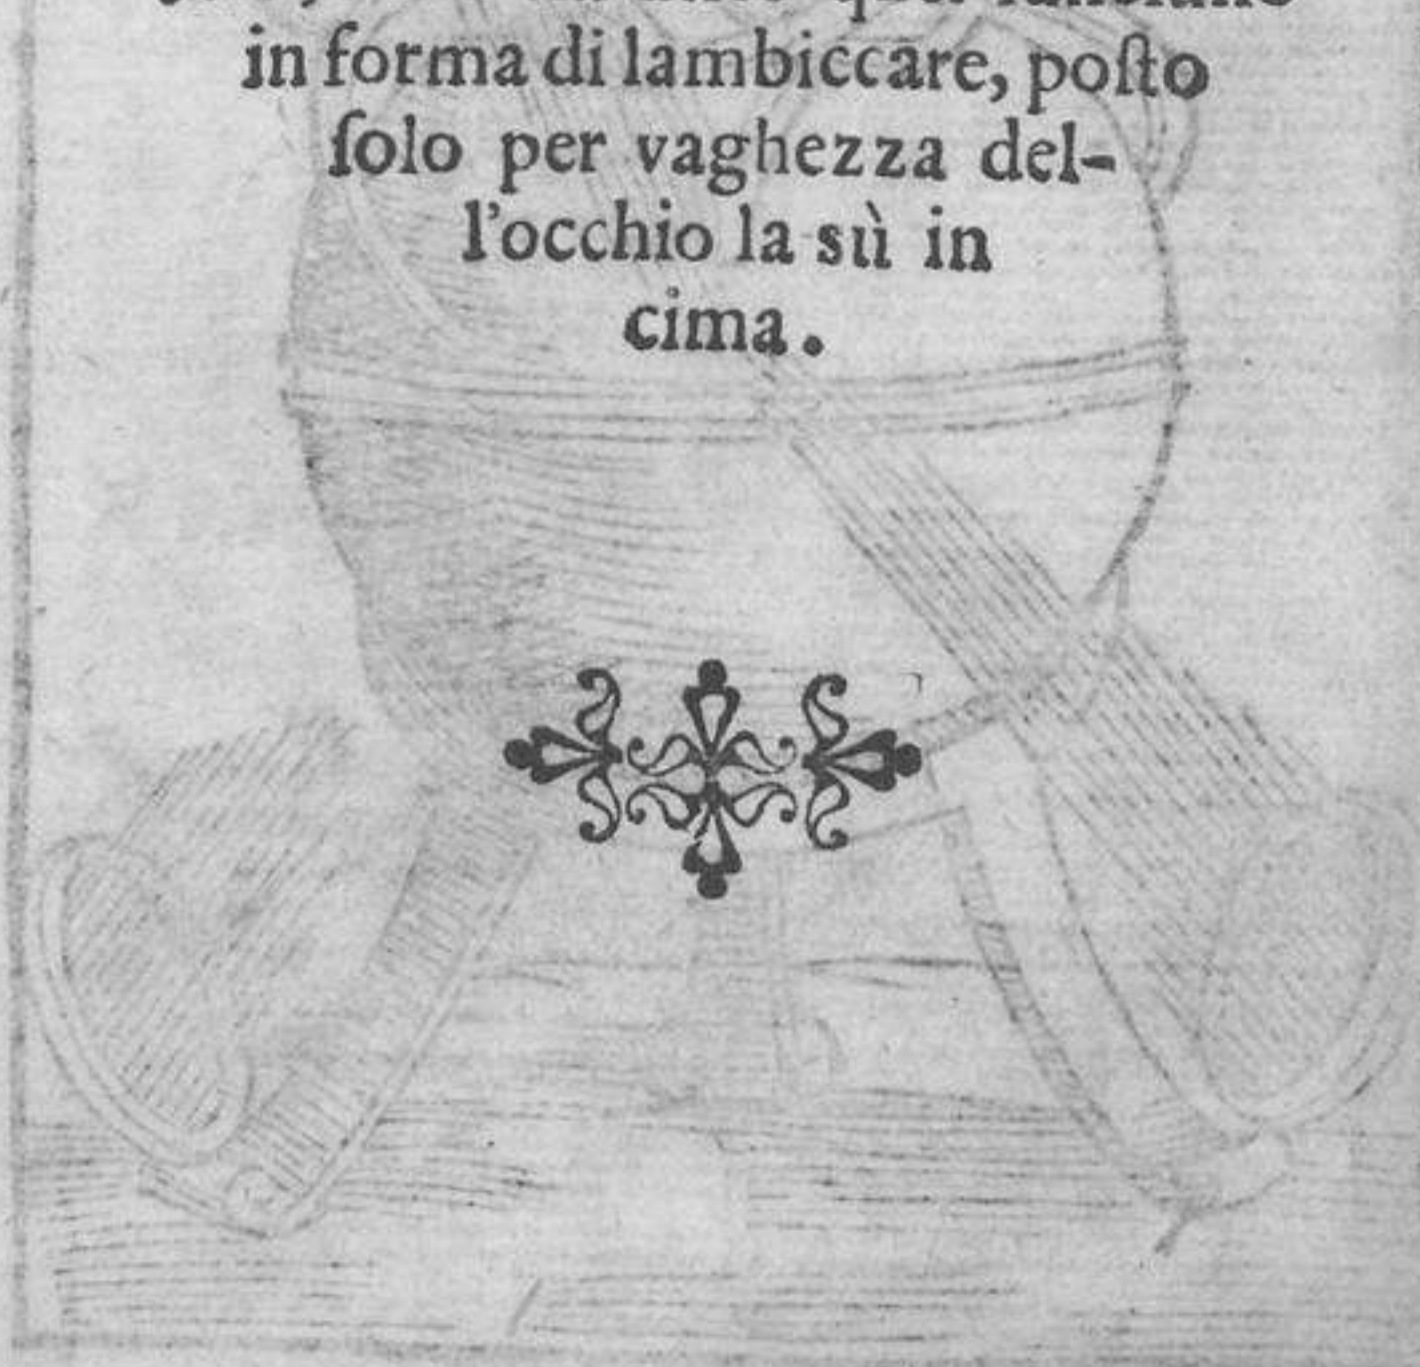 in forma di lambiccare, poſto
ſolo per vaghezza del-
l'occhio la sù in
cima.